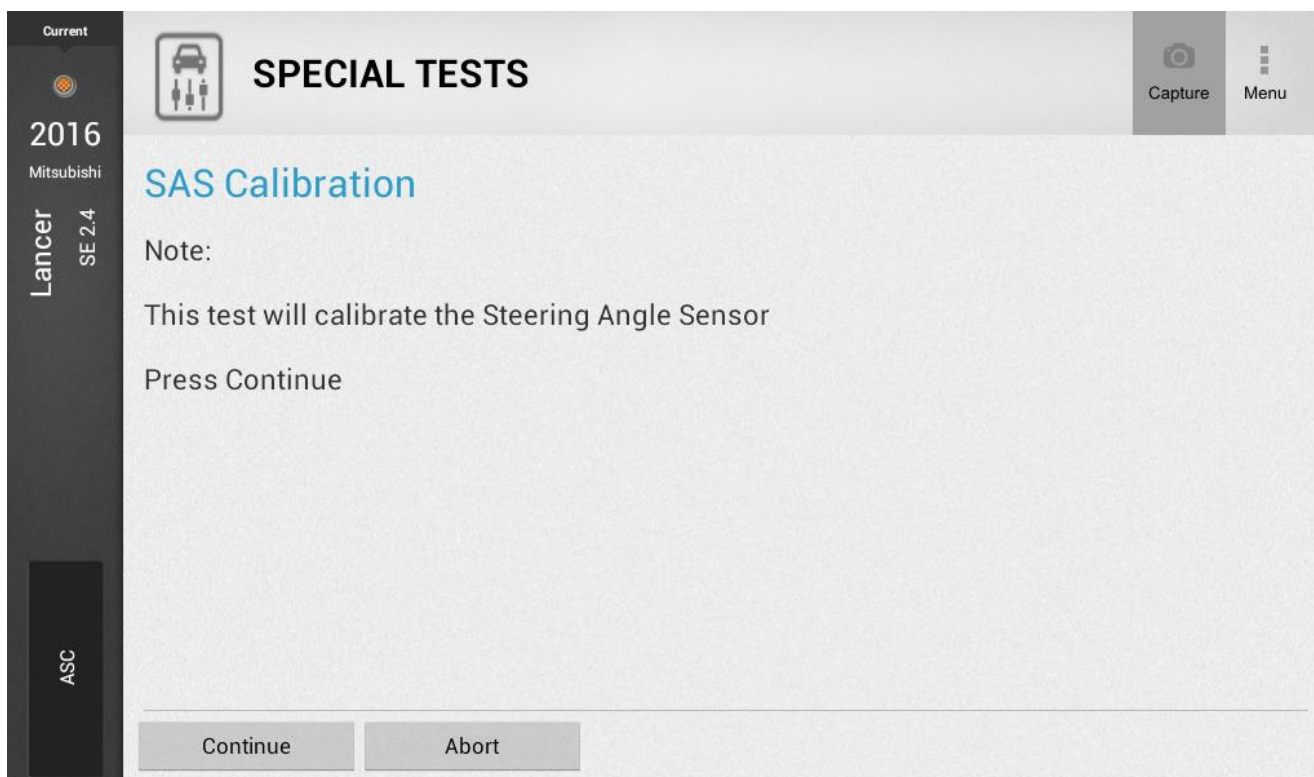 Current
2016
Mitsubishi
Lancer
SE 2.4
ASC
SPECIAL TESTS
Capture
Menu
SAS Calibration
Note:
This test will calibrate the Steering Angle Sensor
Press Continue
Continue
Abort